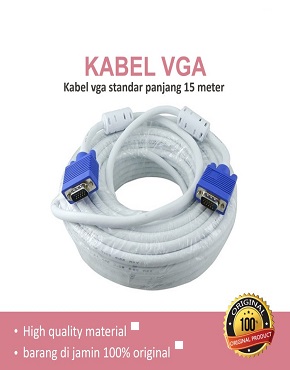 KABEL VGA
Kabel vga standar panjang 15 meter
ORIGINAL
100
ORIGINAL
• High quality material
• barang di jamin 100% original